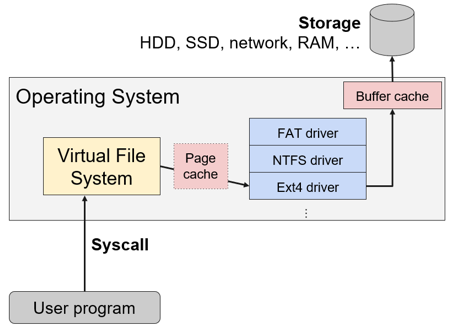 Storage
HDD, SSD, network, RAM, …
Operating System
Buffer cache
Virtual File
System
Page
cache
FAT driver
NTFS driver
Ext4 driver
⋮
Syscall
User program